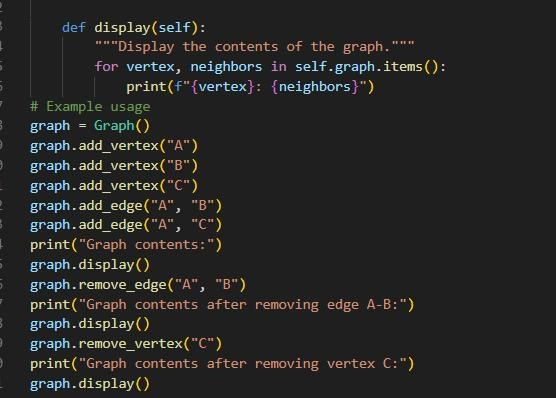 def display(self):
"""Display the contents of the graph."""
for vertex, neighbors in self.graph.items():
print(f"{vertex}: {neighbors}")
# Example usage
graph = Graph()
graph.add_vertex("A")
graph.add_vertex("B")
graph.add_vertex("C")
graph.add_edge("A", "B")
graph.add_edge("A", "C")
print("Graph contents:")
graph.display()
graph.remove_edge("A", "B")
print("Graph contents after removing edge A-B:")
graph.display()
graph.remove_vertex("C")
print("Graph contents after removing vertex C:")
graph.display()